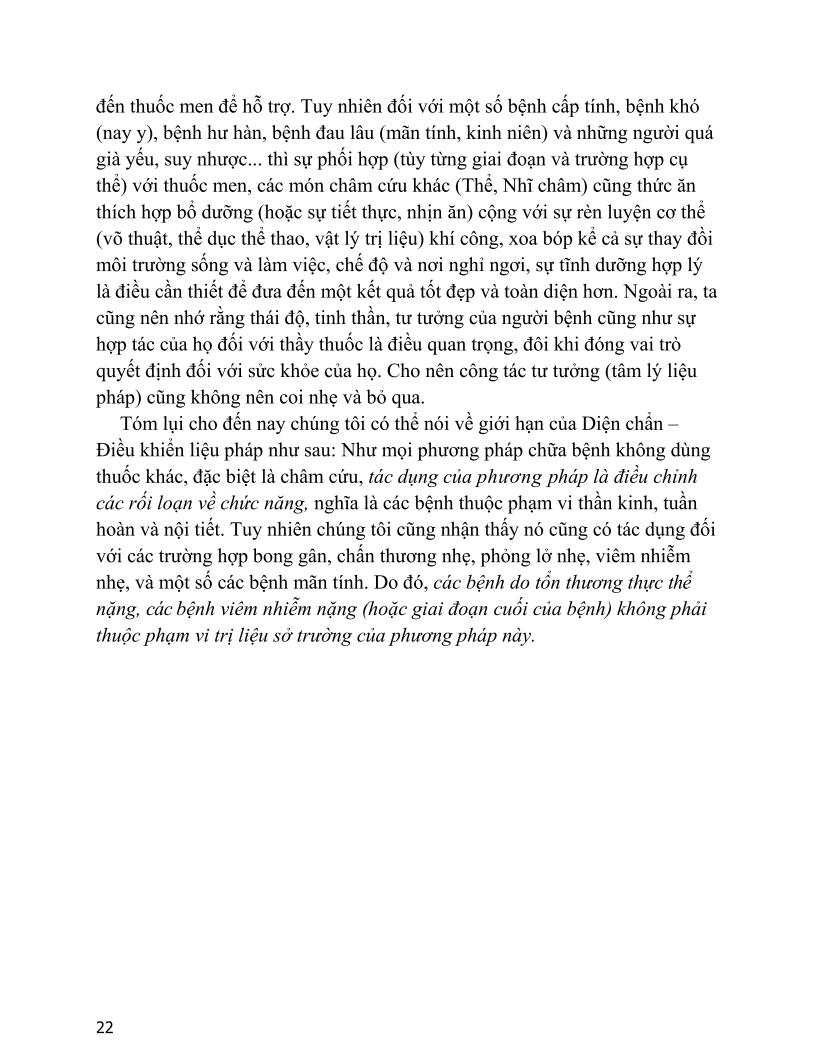 đến thuốc men để hỗ trợ. Tuy nhiên đối với một số bệnh cấp tính, bệnh khó
(nay y), bệnh hư hàn, bệnh đau lâu (mãn tính, kinh niên) và những người quá
già yếu, suy nhược... thì sự phối hợp (tùy từng giai đoạn và trường hợp cụ
thể) với thuốc men, các món châm cứu khác (Thể, Nhĩ châm) cũng thức ăn
thích hợp bổ dưỡng (hoặc sự tiết thực, nhịn ăn) cộng với sự rèn luyện cơ thể
(võ thuật, thể dục thể thao, vật lý trị liệu) khí công, xoa bóp kể cả sự thay đồi
môi trường sống và làm việc, chế độ và nơi nghỉ ngơi, sự tĩnh dưỡng hợp lý
là điều cần thiết để đưa đến một kết quả tốt đẹp và toàn diện hơn. Ngoài ra, ta
cũng nên nhớ rằng thái độ, tinh thần, tư tưởng của người bệnh cũng như sự
hợp tác của họ đối với thầy thuốc là điều quan trọng, đôi khi đóng vai trò
quyết định đối với sức khỏe của họ. Cho nên công tác tư tưởng (tâm lý liệu
pháp) cũng không nên coi nhẹ và bỏ qua.
Tóm lụi cho đến nay chúng tôi có thể nói về giới hạn của Diện chẩn –
Điều khiển liệu pháp như sau: Như mọi phương pháp chữa bệnh không dùng
thuốc khác, đặc biệt là châm cứu, tác dụng của phương pháp là điều chỉnh
các rối loạn về chức năng, nghĩa là các bệnh thuộc phạm vi thần kinh, tuần
hoàn và nội tiết. Tuy nhiên chúng tôi cũng nhận thấy nó cũng có tác dụng đối
với các trường hợp bong gân, chấn thương nhẹ, phỏng lở nhẹ, viêm nhiễm
nhẹ, và một số các bệnh mãn tính. Do đó, các bệnh do tổn thương thực thể
nặng, các bệnh viêm nhiễm nặng (hoặc giai đoạn cuối của bệnh) không phải
thuộc phạm vi trị liệu sở trường của phương pháp này.
22